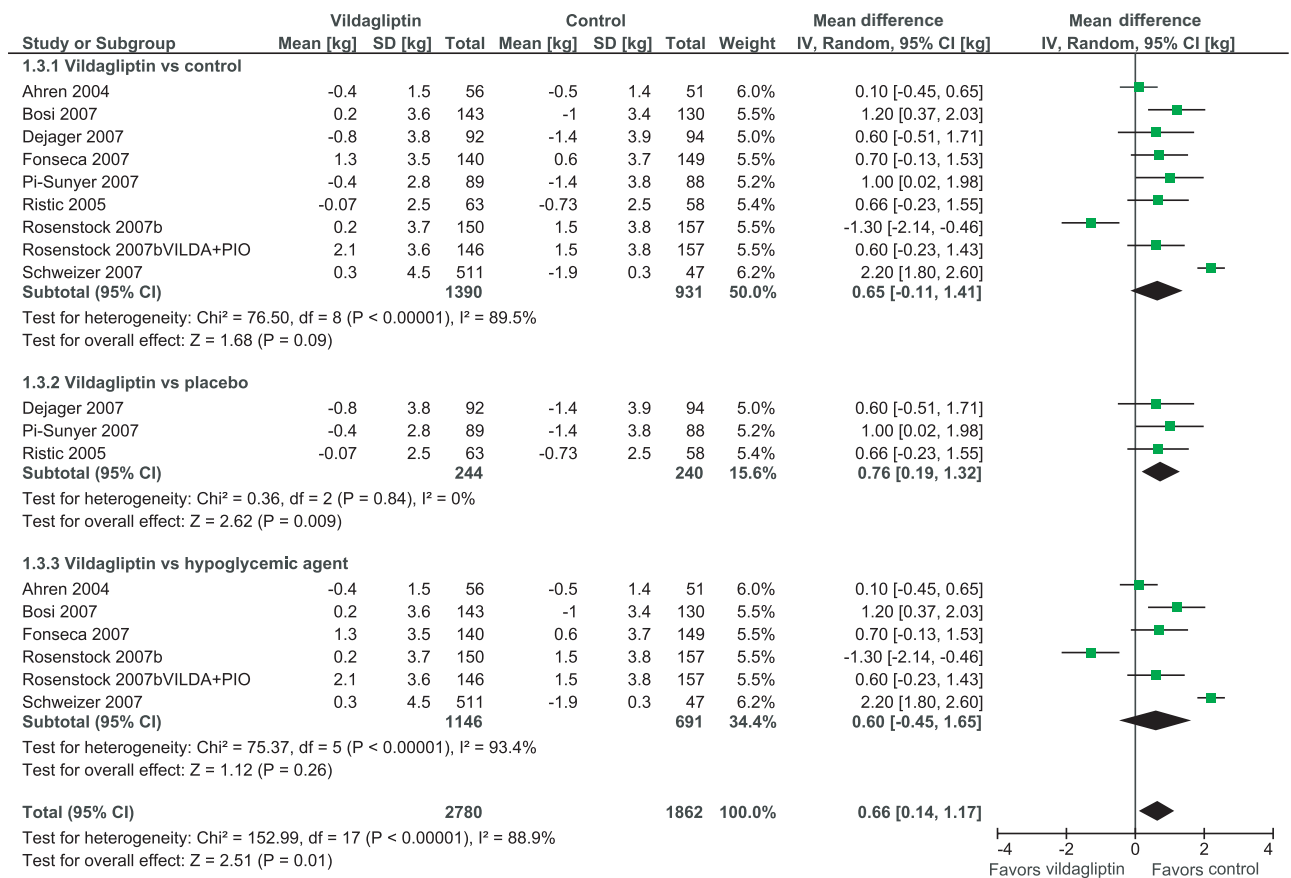 Vildagliptin Control Mean difference Mean difference
Study or Subgroup Mean [kg] SD [kg] Total Mean [kg] SD [kg] Total Weight IV, Random, 95% CI [kg] IV, Random, 95% CI [kg]
1.3.1 Vildagliptin vs control
Ahren 2004 -0.4 1.5 56 -0.5 1.4 51 6.0% 0.10 [-0.45, 0.65]
Bosi 2007 0.2 3.6 143 -1 3.4 130 5.5% 1.20 [0.37, 2.03]
Dejager 2007 -0.8 3.8 92 -1.4 3.9 94 5.0% 0.60 [-0.51, 1.71]
Fonseca 2007 1.3 3.5 140 0.6 3.7 149 5.5% 0.70 [-0.13, 1.53]
Pi-Sunyer 2007 -0.4 2.8 89 -1.4 3.8 88 5.2% 1.00 [0.02, 1.98]
Ristic 2005 -0.07 2.5 63 -0.73 2.5 58 5.4% 0.66 [-0.23, 1.55]
Rosenstock 2007b 0.2 3.7 150 1.5 3.8 157 5.5% -1.30 [-2.14, -0.46]
Rosenstock 2007bVILDA+PIO 2.1 3.6 146 1.5 3.8 157 5.5% 0.60 [-0.23, 1.43]
Schweizer 2007 0.3 4.5 511 -1.9 0.3 47 6.2% 2.20 [1.80, 2.60]
Subtotal (95% CI) 1390 931 50.0% 0.65 [-0.11, 1.41]
Test for heterogeneity: Chi² = 76.50, df = 8 (P < 0.00001), I² = 89.5%
Test for overall effect: Z = 1.68 (P = 0.09)
1.3.2 Vildagliptin vs placebo
Dejager 2007 -0.8 3.8 92 -1.4 3.9 94 5.0% 0.60 [-0.51, 1.71]
Pi-Sunyer 2007 -0.4 2.8 89 -1.4 3.8 88 5.2% 1.00 [0.02, 1.98]
Ristic 2005 -0.07 2.5 63 -0.73 2.5 58 5.4% 0.66 [-0.23, 1.55]
Subtotal (95% CI) 244 240 15.6% 0.76 [0.19, 1.32]
Test for heterogeneity: Chi² = 0.36, df = 2 (P = 0.84), I² = 0%
Test for overall effect: Z = 2.62 (P = 0.009)
1.3.3 Vildagliptin vs hypoglycemic agent
Ahren 2004 -0.4 1.5 56 -0.5 1.4 51 6.0% 0.10 [-0.45, 0.65]
Bosi 2007 0.2 3.6 143 -1 3.4 130 5.5% 1.20 [0.37, 2.03]
Fonseca 2007 1.3 3.5 140 0.6 3.7 149 5.5% 0.70 [-0.13, 1.53]
Rosenstock 2007b 0.2 3.7 150 1.5 3.8 157 5.5% -1.30 [-2.14, -0.46]
Rosenstock 2007bVILDA+PIO 2.1 3.6 146 1.5 3.8 157 5.5% 0.60 [-0.23, 1.43]
Schweizer 2007 0.3 4.5 511 -1.9 0.3 47 6.2% 2.20 [1.80, 2.60]
Subtotal (95% CI) 1146 691 34.4% 0.60 [-0.45, 1.65]
Test for heterogeneity: Chi² = 75.37, df = 5 (P < 0.00001), I² = 93.4%
Test for overall effect: Z = 1.12 (P = 0.26)
Total (95% CI) 2780 1862 100.0% 0.66 [0.14, 1.17]
Test for heterogeneity: Chi² = 152.99, df = 17 (P < 0.00001), I² = 88.9%
Test for overall effect: Z = 2.51 (P = 0.01)
-4 -2 0 2 4
Favors vildagliptin Favors control